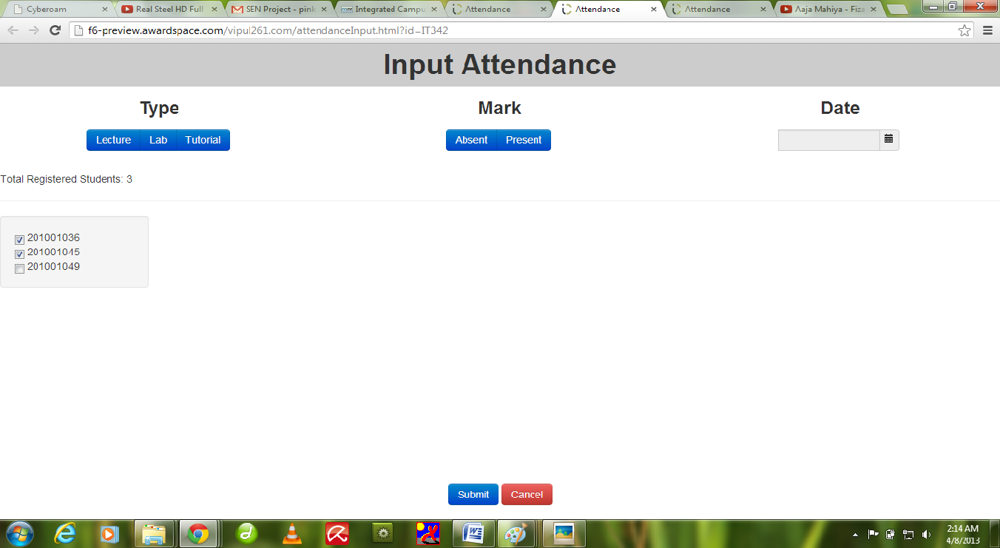 Cyberoam
Real Steel HD Full
SEN Project - pink
Integrated Campu
Attendance
Attendance
Attendance
Aaja Mahiya - Fiza
f6-preview.awardspace.com/vipul261.com/attendanceInput.html?id=IT342
Input Attendance
Type Mark Date
Lecture Lab Tutorial Absent Present
Total Registered Students: 3
201001036
201001045
201001049
Submit Cancel
2:14 AM
4/8/2013